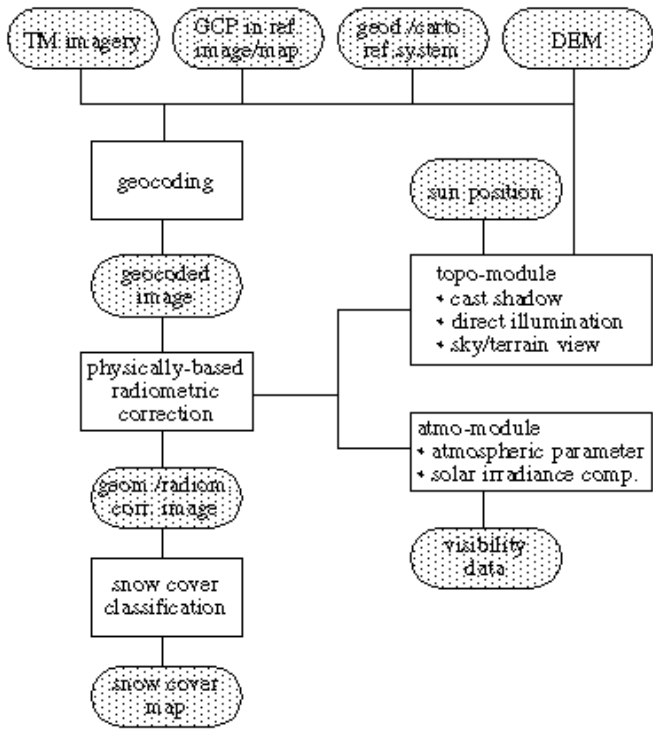 TM imagery
GCP in ref.
image/map
geod./carto
ref.system
DEM
geocoding
sun position
geocoded
image
topo-module
• cast shadow
• direct illumination
• sky/terrain view
physically-based
radiometric
correction
atmo-module
• atmospheric parameter
• solar irradiance comp.
geom./radiom.
corr. image
visibility
data
snow cover
classification
snow cover
map